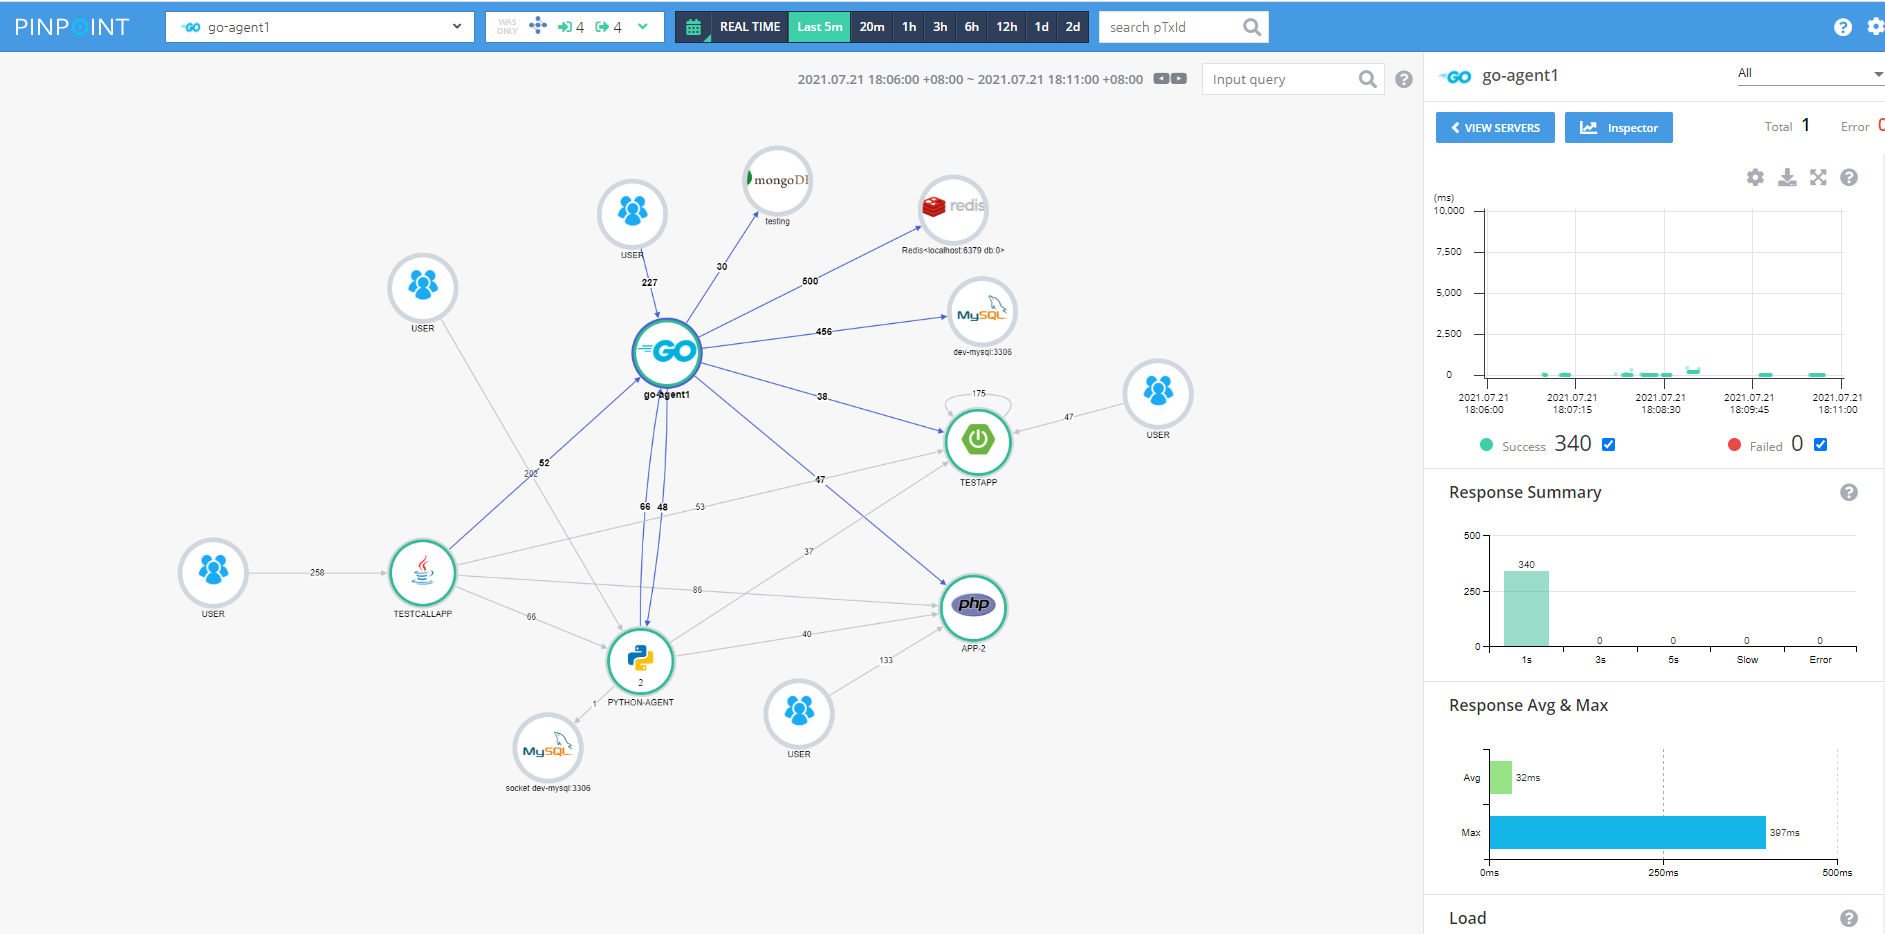 PINPOINT
GO go-agent1
WAS ONLY 4 4
REAL TIME Last 5m 20m 1h 3h 6h 12h 1d 2d
search pTxId
2021.07.21 18:06:00 +08:00 ~ 2021.07.21 18:11:00 +08:00
Input query
mongoDB
testing
USER
227
30
redis
Redis<localhost:6379 db:0>
500
USER
MySQL
dev-mysql:3306
456
GO
go-agent1
38
175
47
USER
TESTAPP
52
202
47
66 48
53
37
USER
258
TESTCALLAPP
86
66
40
php
APP-2
133
2
PYTHON-AGENT
1
MySQL
socket dev-mysql:3306
USER
GO go-agent1
All
VIEW SERVERS
Inspector
Total 1
Error 0
(ms)
10,000
7,500
5,000
2,500
0
2021.07.21 2021.07.21 2021.07.21 2021.07.21 2021.07.21
18:06:00 18:07:15 18:08:30 18:09:45 18:11:00
Success 340
Failed 0
Response Summary
500
250
0
340 0 0 0 0
1s 3s 5s Slow Error
Response Avg & Max
Avg 32ms
Max 397ms
0ms 250ms 500ms
Load